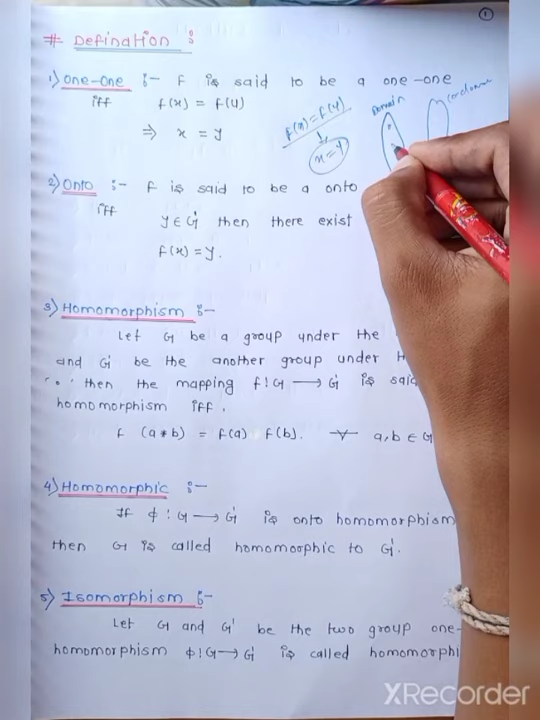 1
# Defination :
1) One-One :- F is said to be a one-one
iff f(x) = f(y)
⇒ x = y
f(x) = f(y)
↓
x = y
Domain
2) Onto :- F is said to be a onto
iff
y ∈ G' then there exist
f(x) = y.
3) Homomorphism :-
Let G be a group under the
and G' be the another group under
'o' then the mapping f : G → G' is said
homomorphism iff.
f (a * b) = f(a) f(b). ∀ a, b ∈ G
4) Homomorphic :-
If φ : G → G' is onto homomorphism
then G is called homomoorphic to G'.
5) Isomorphism :-
Let G and G' be the two group one-
homomorphism φ : G → G' is called homomorphi
XRecorder